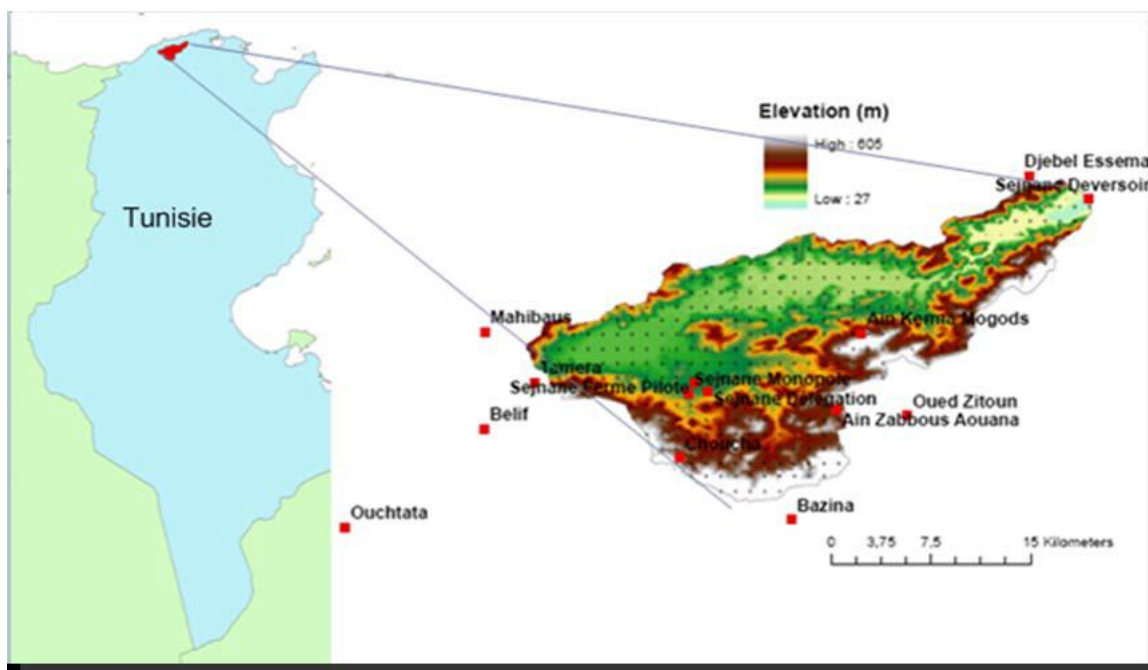 Elevation (m)
High : 605
Low : 27
Djebel Essema
Sejnane Deversoir
Tunisie
Mahibaus
Ain Kerma Mogods
Tamera
Sejnane Monopole
Sejnane Ferme Pilote
Sejnane Delegation
Oued Zitoun
Belif
Ain Zabbous Aouana
Choucha
Bazina
Ouchtata
0 3,75 7,5 15 Kilometers